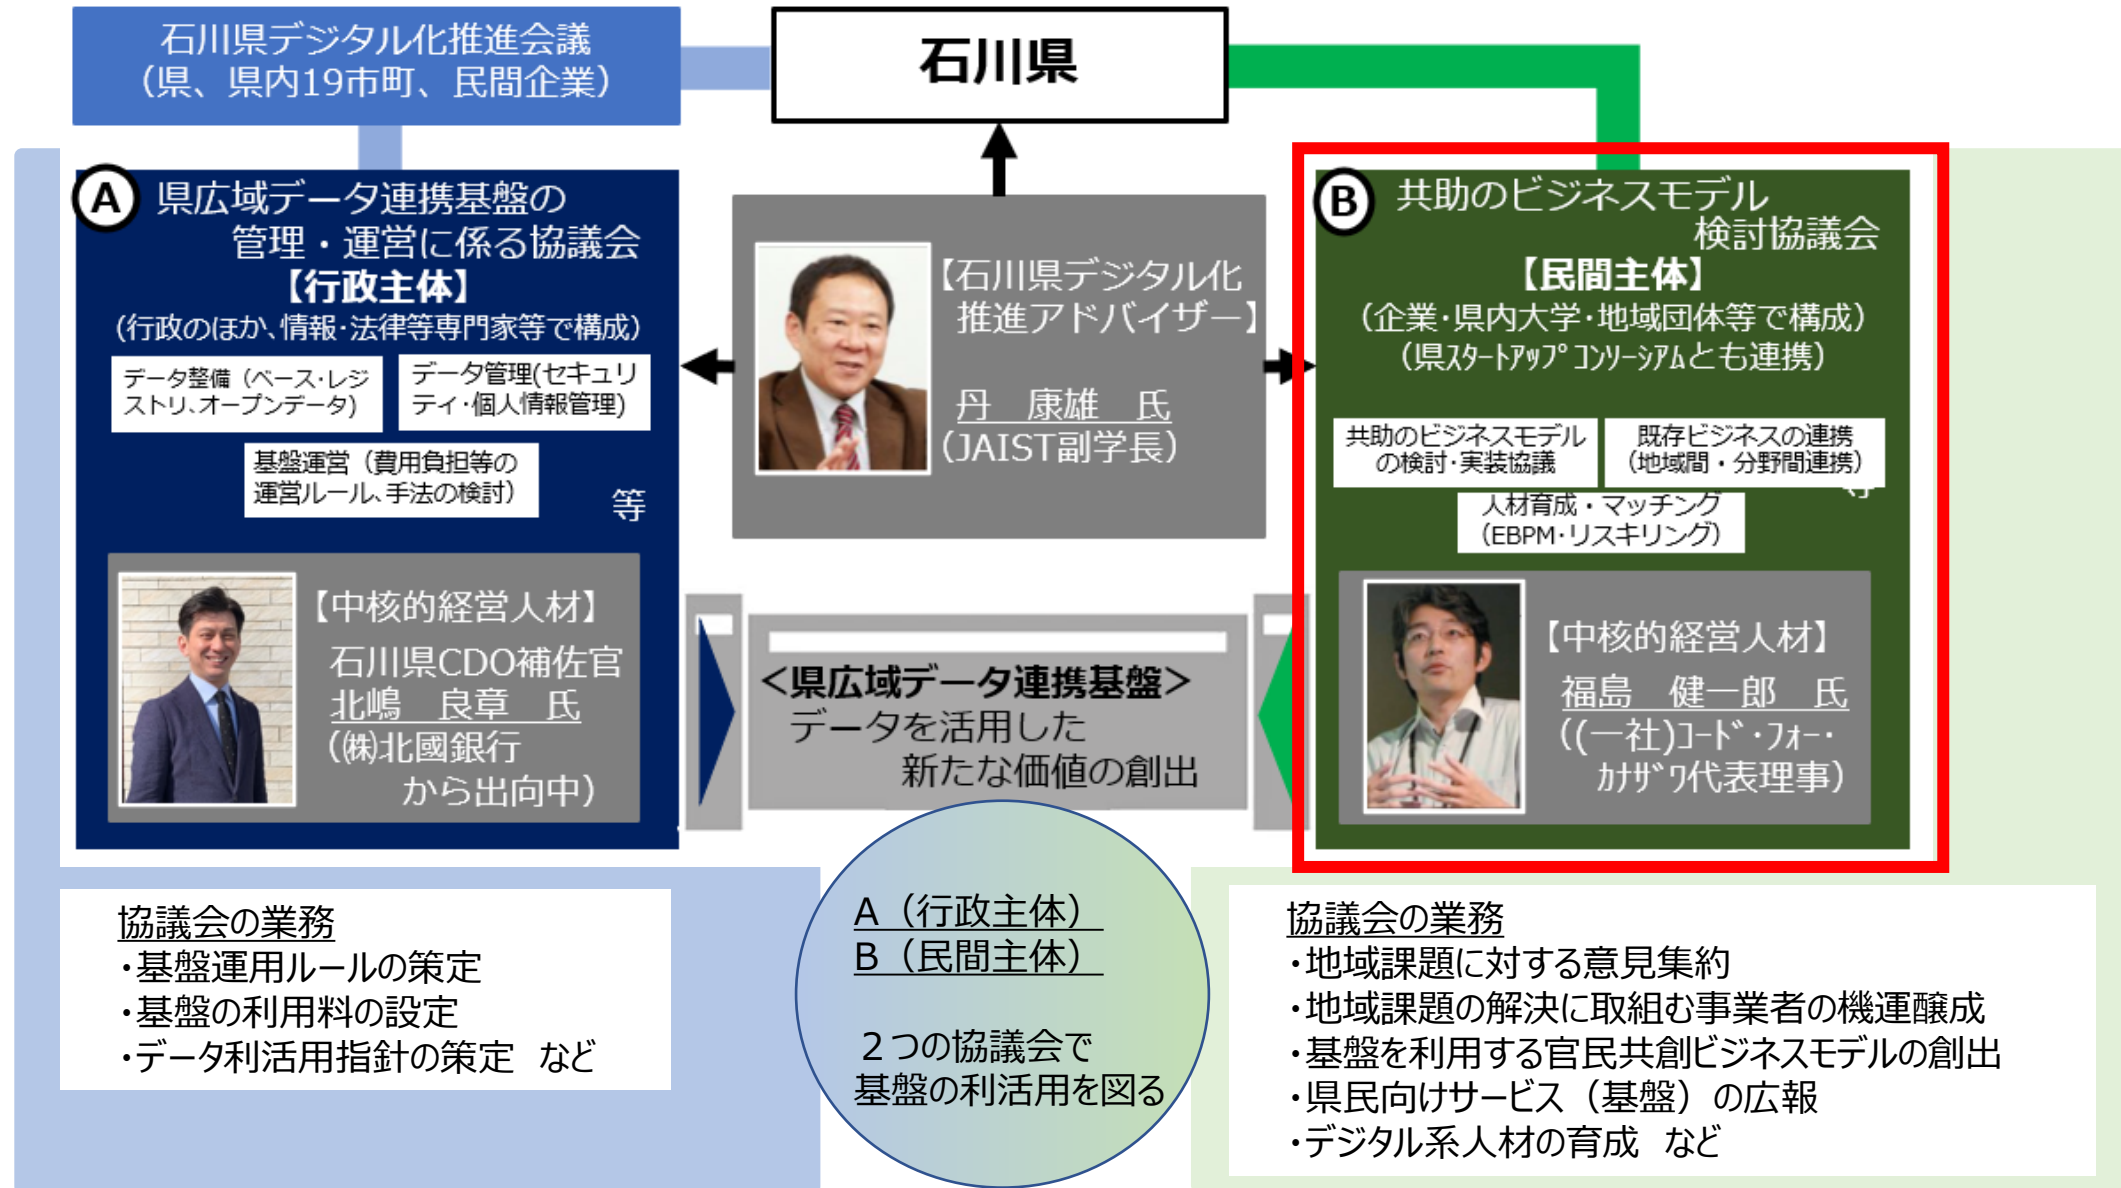 石川県デジタル化推進会議
（県、県内19市町、民間企業）
石川県
A
県広域データ連携基盤の
管理・運営に係る協議会
【行政主体】
（行政のほか、情報・法律等専門家等で構成）
データ整備（ベース・レジ
ストリ、オープンデータ)
データ管理(セキュリ
ティ・個人情報管理)
基盤運営（費用負担等の
運営ルール、手法の検討）
等
【中核的経営人材】
石川県CDO補佐官
北嶋　良章　氏
（㈱北國銀行
から出向中）
【石川県デジタル化
推進アドバイザー】
丹　康雄　氏
（JAIST副学長）
B
共助のビジネスモデル
検討協議会
【民間主体】
（企業・県内大学・地域団体等で構成）
（県ｽﾀｰﾄｱｯﾌﾟｺﾝｿｰｼｱﾑとも連携）
共助のビジネスモデル
の検討・実装協議
既存ビジネスの連携
（地域間・分野間連携）
人材育成・マッチング
（EBPM・リスキリング）
【中核的経営人材】
福島　健一郎　氏
（(一社)ｺｰﾄﾞ・ﾌｫｰ・
ｶﾅｻﾞﾜ代表理事）
＜県広域データ連携基盤＞
データを活用した
新たな価値の創出
A（行政主体）
B（民間主体）
２つの協議会で
基盤の利活用を図る
協議会の業務
・基盤運用ルールの策定
・基盤の利用料の設定
・データ利活用指針の策定　など
協議会の業務
・地域課題に対する意見集約
・地域課題の解決に取組む事業者の機運醸成
・基盤を利用する官民共創ビジネスモデルの創出
・県民向けサービス（基盤）の広報
・デジタル系人材の育成　など